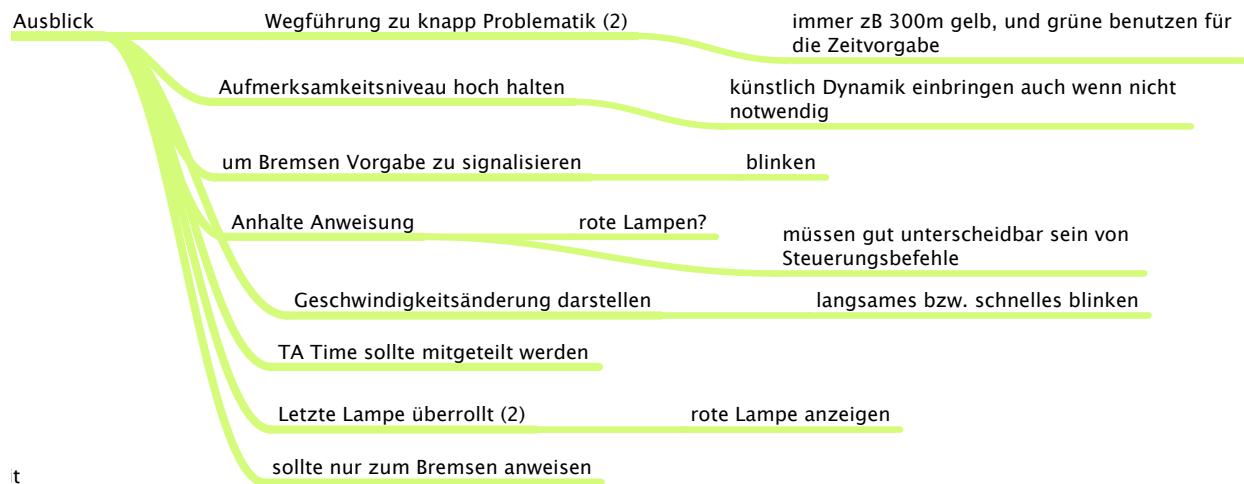 Ausblick
Wegführung zu knapp Problematik (2)
immer zB 300m gelb, und grüne benutzen für
die Zeitvorgabe
Aufmerksamkeitsniveau hoch halten
künstlich Dynamik einbringen auch wenn nicht
notwendig
um Bremsen Vorgabe zu signalisieren
blinken
Anhalte Anweisung
rote Lampen?
müssen gut unterscheidbar sein von
Steuerungsbefehle
Geschwindigkeitsänderung darstellen
langsames bzw. schnelles blinken
TA Time sollte mitgeteilt werden
Letzte Lampe überrollt (2)
rote Lampe anzeigen
sollte nur zum Bremsen anweisen